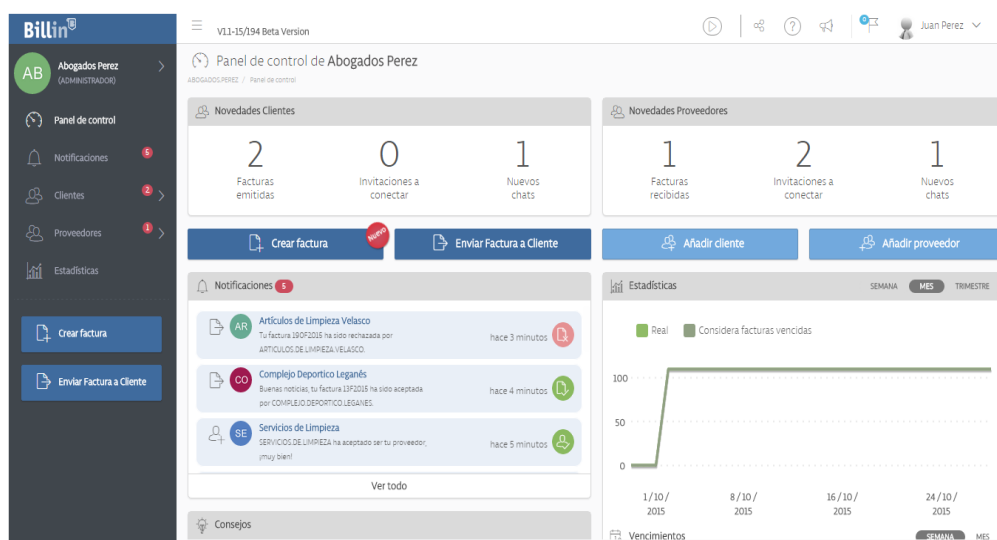 Billin B
V1.1-15/194 Beta Version
0
Juan Perez
AB
Abogados Perez
(ADMINISTRADOR)
Panel de control
Notificaciones 5
Clientes 2
Proveedores 1
Estadísticas
Crear factura
Enviar Factura a Cliente
Panel de control de Abogados Perez
ABOGADOS.PEREZ / Panel de control
Novedades Clientes
2 0 1
Facturas Invitaciones a Nuevos
emitidas conectar chats
Novedades Proveedores
1 2 1
Facturas Invitaciones a Nuevos
recibidas conectar chats
Crear factura NUEVO
Enviar Factura a Cliente
Añadir cliente
Añadir proveedor
Notificaciones 5
AR
Artículos de Limpieza Velasco
Tu factura 190F2015 ha sido rechazada por
ARTICULOS.DE.LIMPIEZA.VELASCO.
hace 3 minutos
CO
Complejo Deportico Leganés
Buenas noticias, tu factura 13F2015 ha sido aceptada
por COMPLEJO.DEPORTICO.LEGANES.
hace 4 minutos
SE
Servicios de Limpieza
SERVICIOS.DE.LIMPIEZA ha aceptado ser tu proveedor,
¡muy bien!
hace 5 minutos
Ver todo
Consejos
Estadísticas
SEMANA MES TRIMESTRE
Real Considera facturas vencidas
100
50
0
1/10/ 8/10/ 16/10/ 24/10/
2015 2015 2015 2015
Vencimientos
SEMANA MES